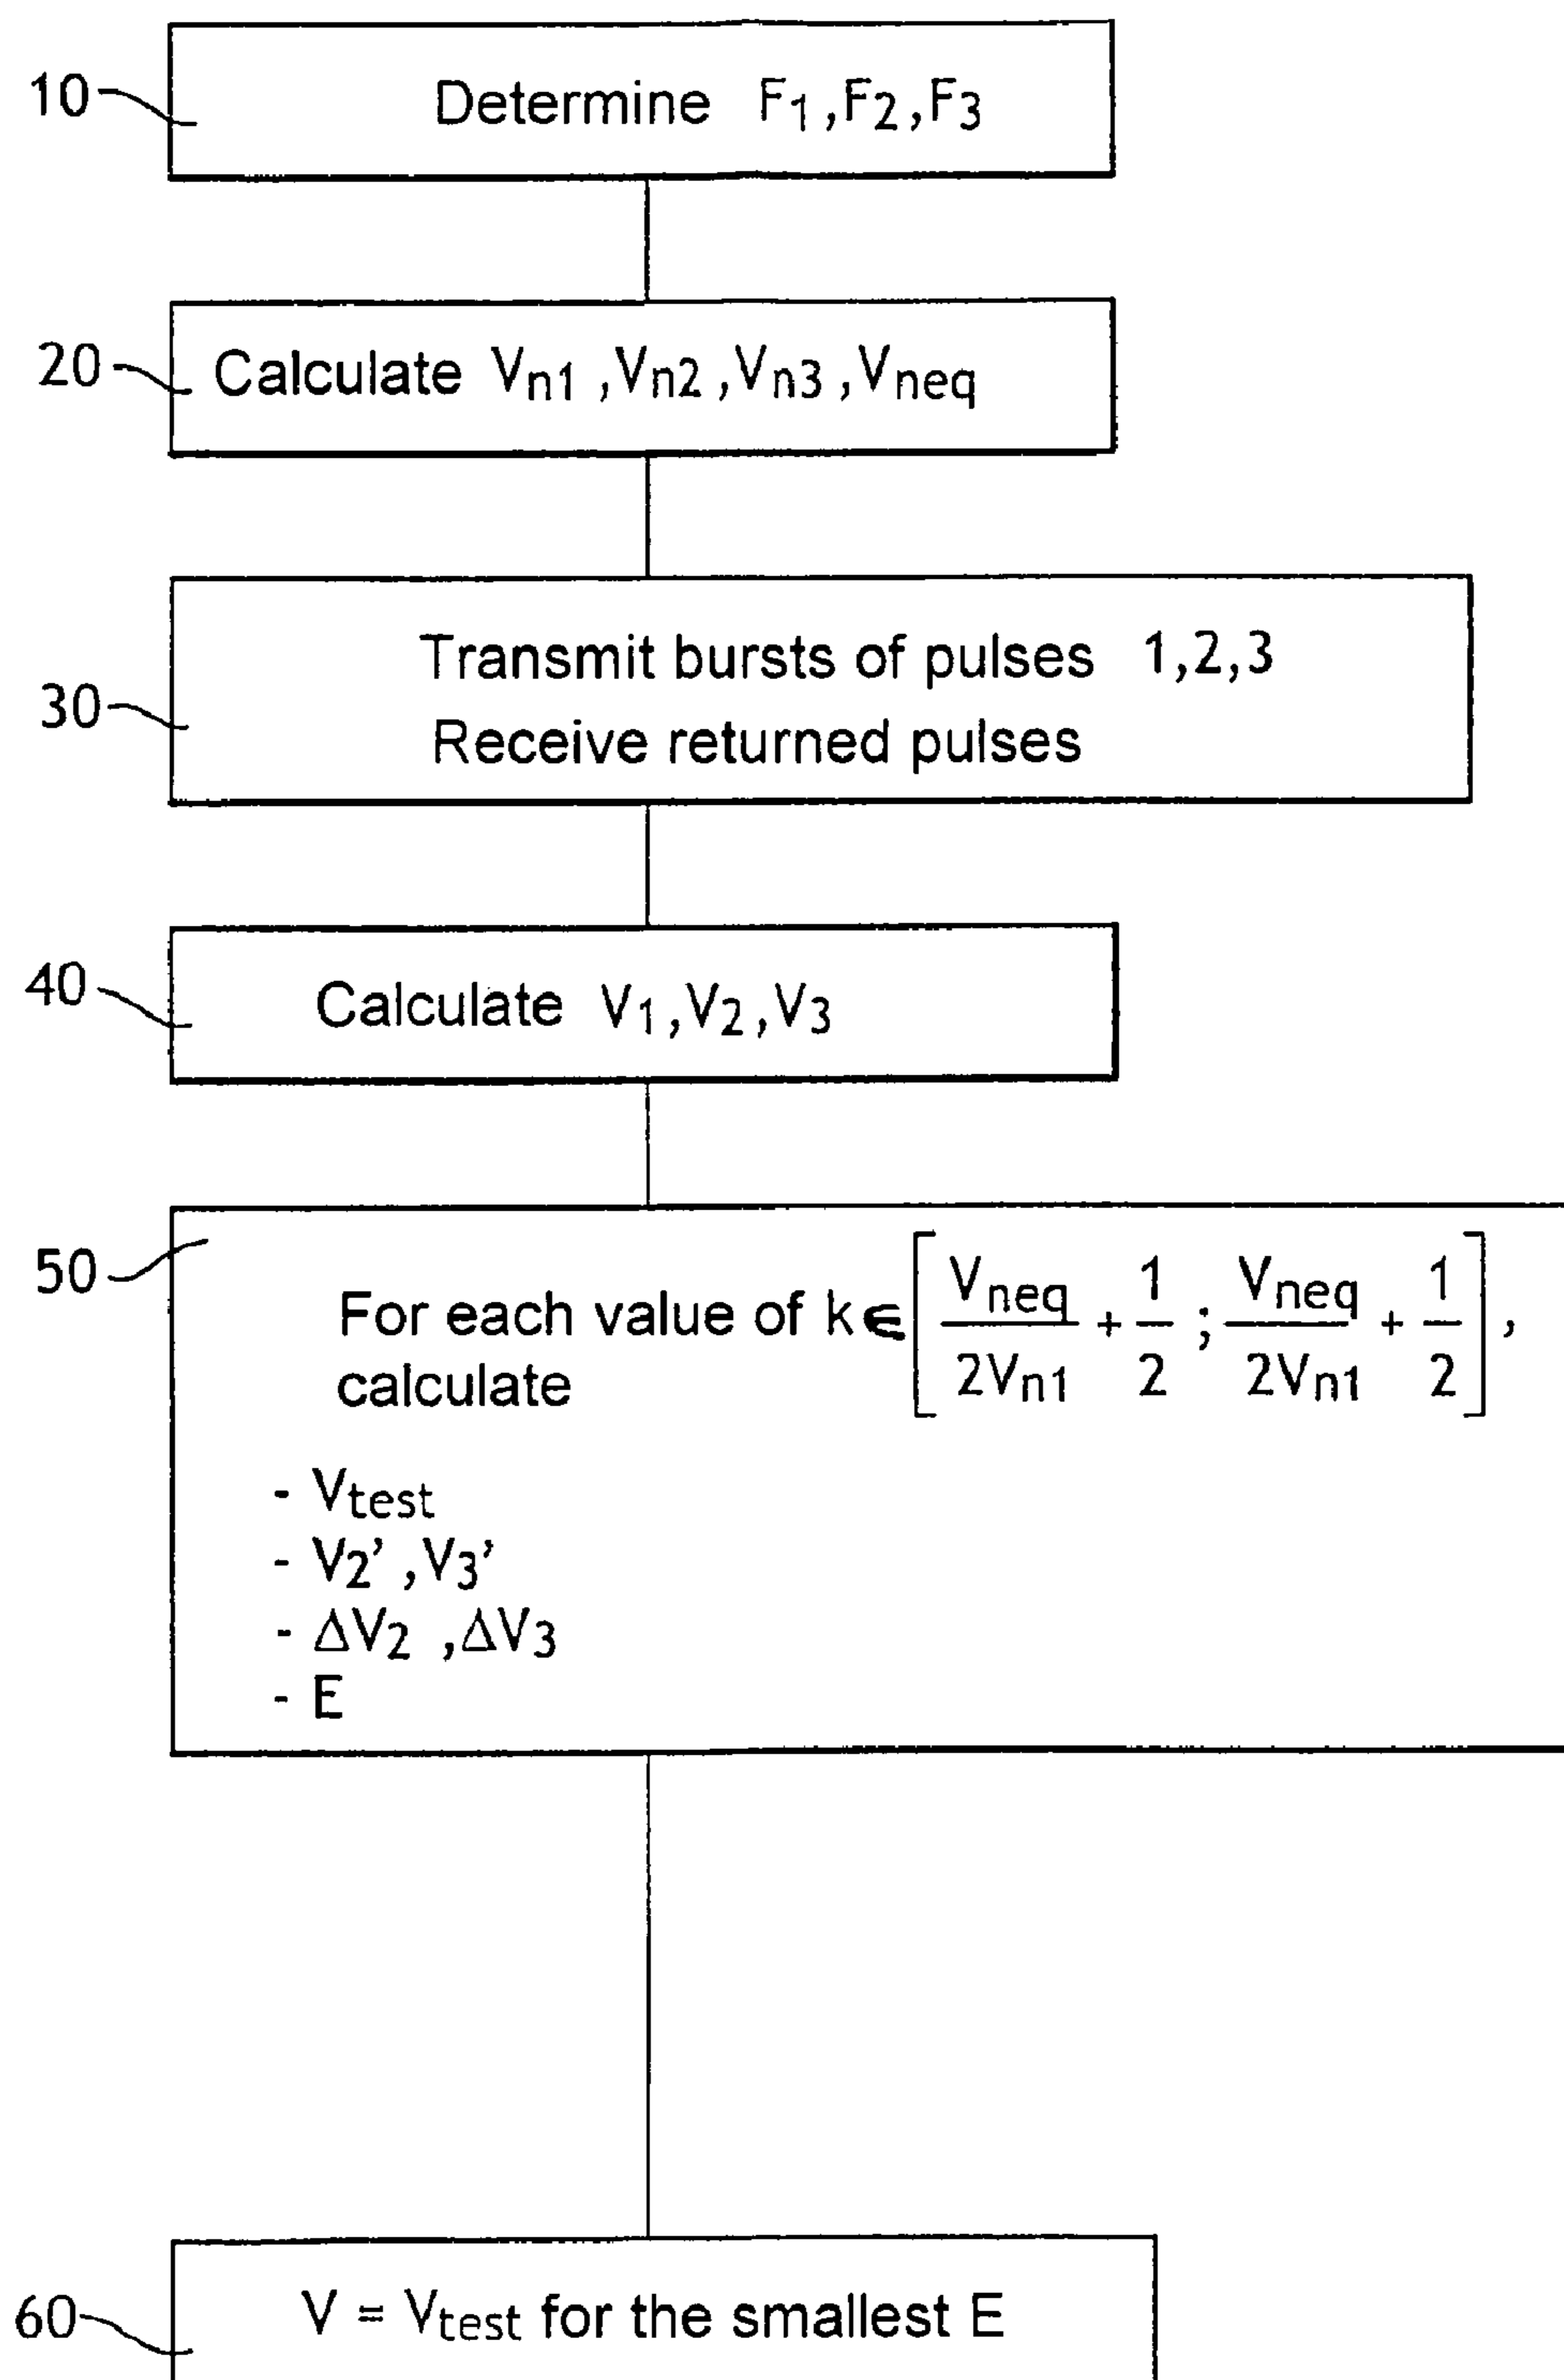 10
Determine F1,F2,F3
20
Calculate Vn1 ,Vn2 ,Vn3 ,Vneq
Transmit bursts of pulses 1,2,3
30
Receive returned pulses
40
Calculate V1,V2,V3
50
For each value of k∈[Vneq/2Vn1 + 1/2 ; Vneq/2Vn1 + 1/2],
calculate
- Vtest
- V2' ,V3'
- ΔV2 ,ΔV3
- E
60
V = Vtest for the smallest E